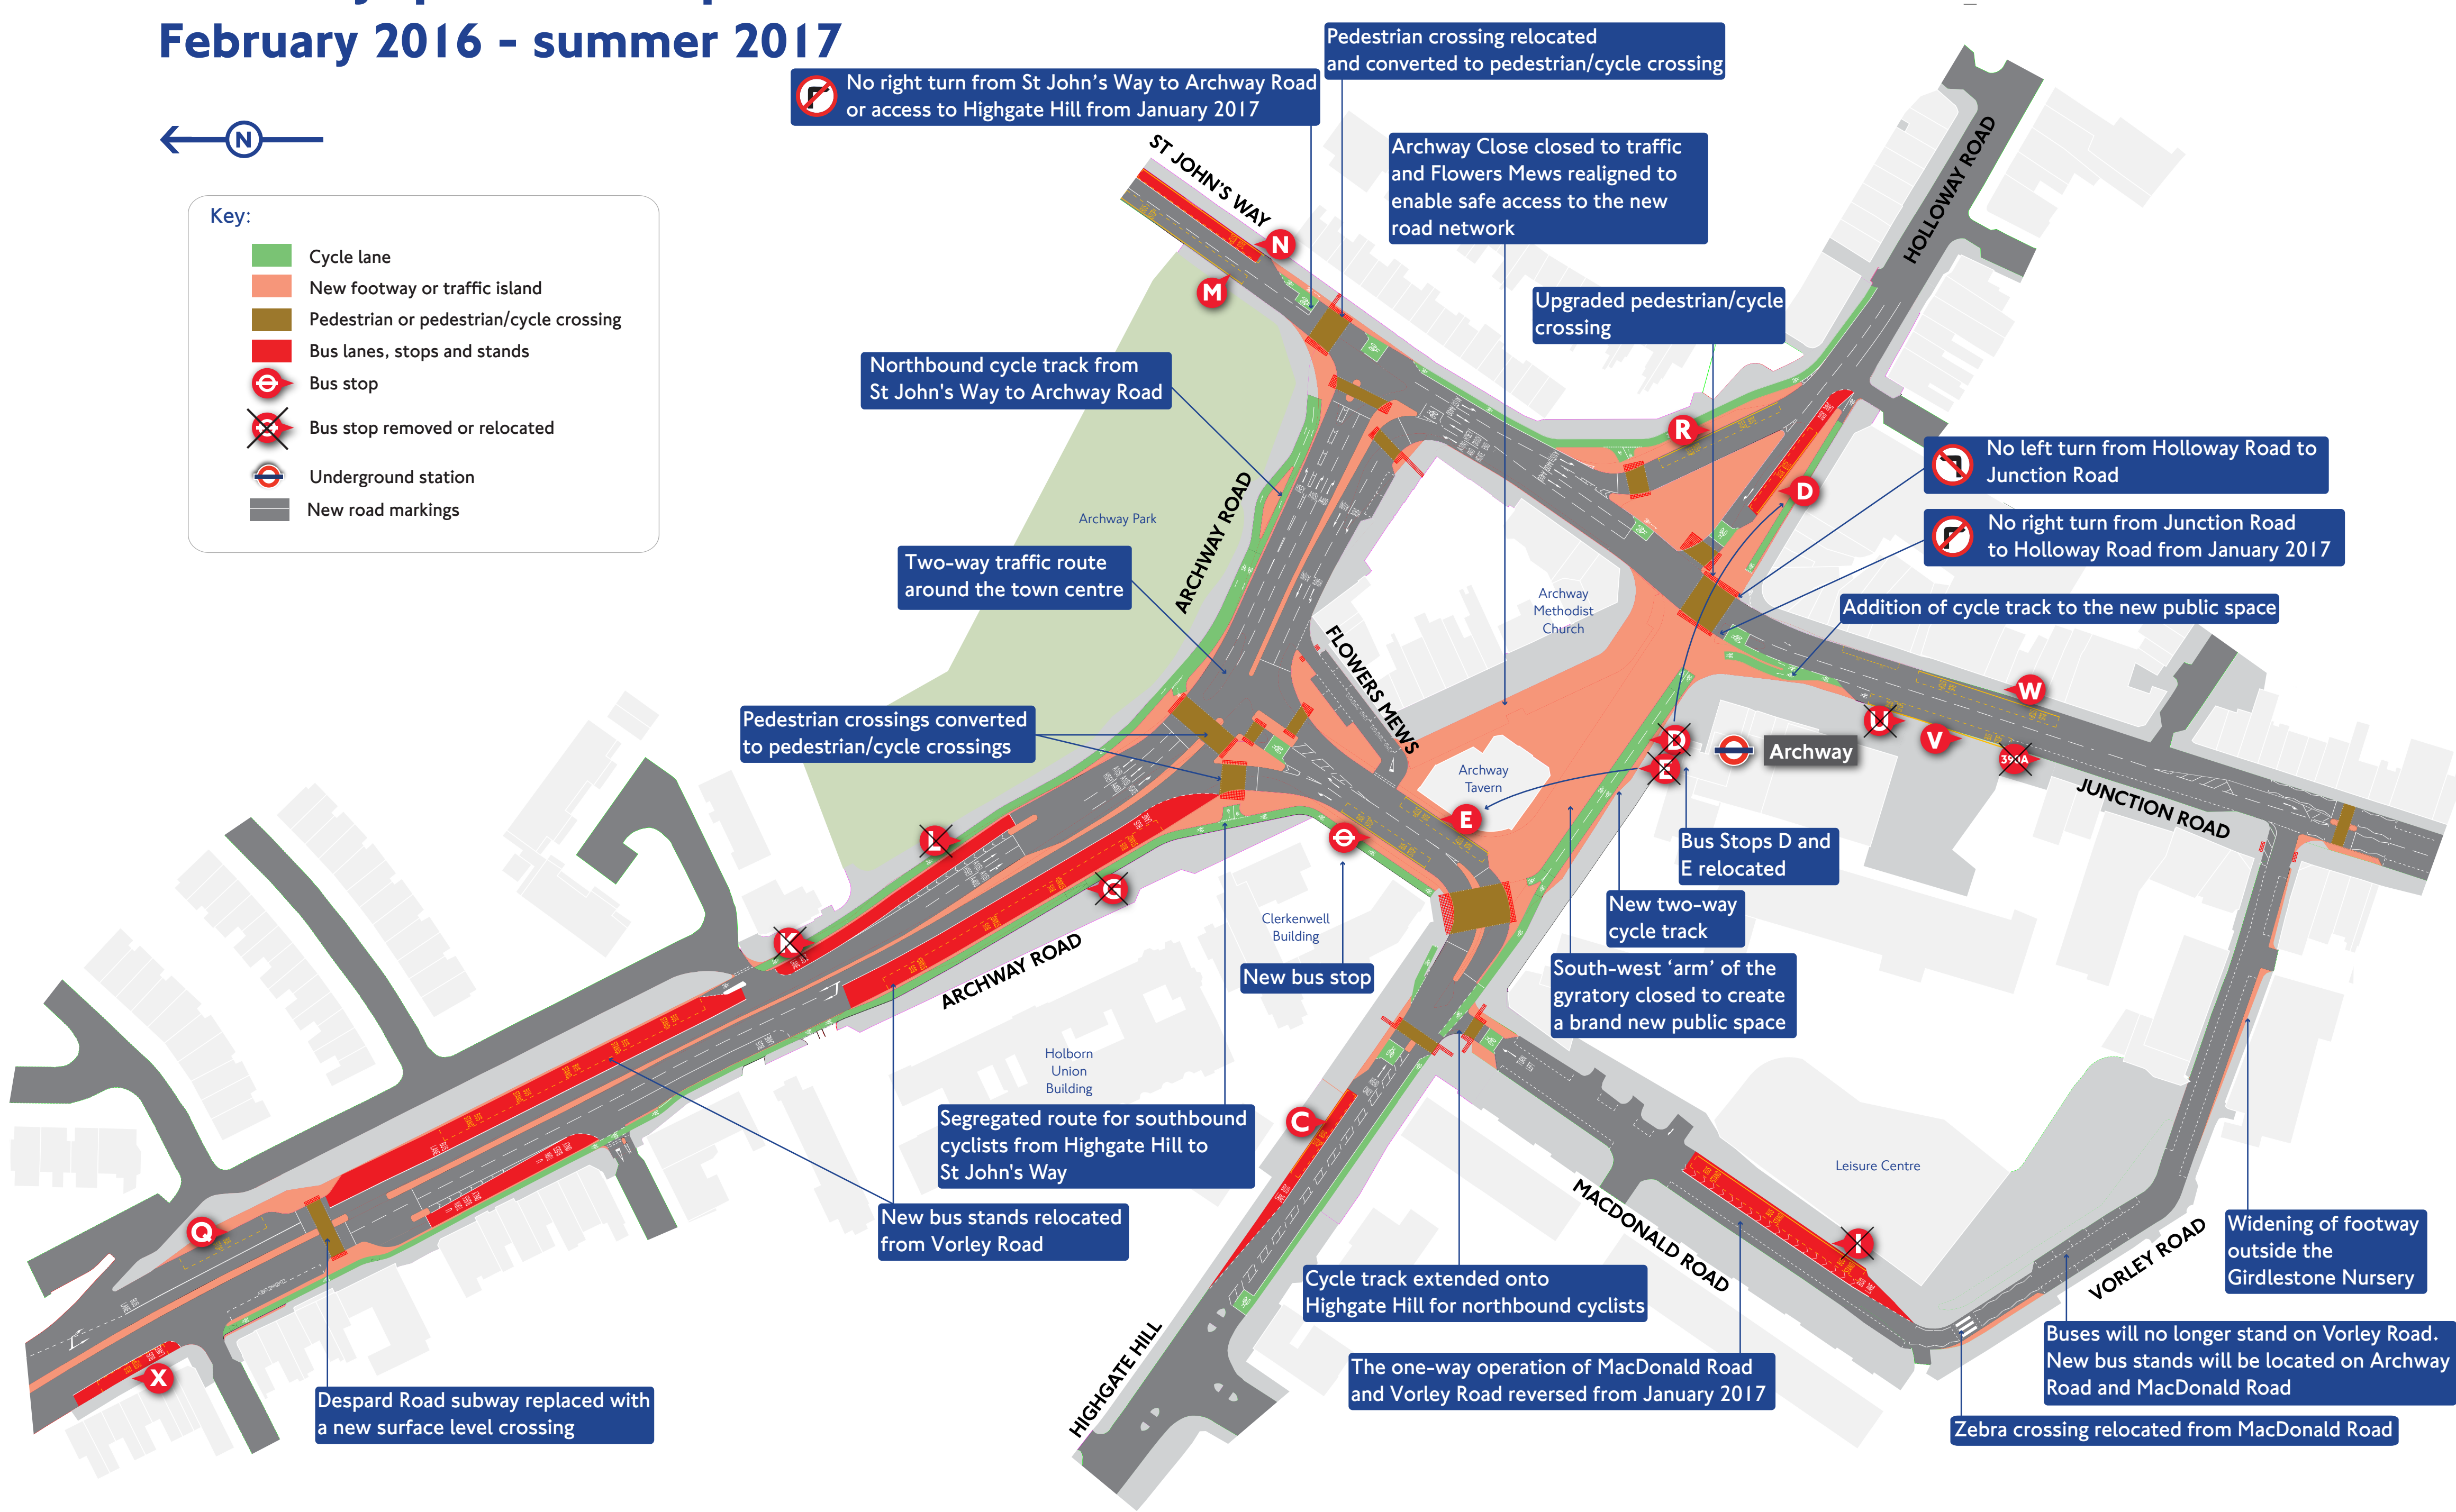 February 2016 - summer 2017
N
Key:
Cycle lane
New footway or traffic island
Pedestrian or pedestrian/cycle crossing
Bus lanes, stops and stands
Bus stop
Bus stop removed or relocated
Underground station
New road markings
No right turn from St John's Way to Archway Road
or access to Highgate Hill from January 2017
Pedestrian crossing relocated
and converted to pedestrian/cycle crossing
Archway Close closed to traffic
and Flowers Mews realigned to
enable safe access to the new
road network
Upgraded pedestrian/cycle
crossing
Northbound cycle track from
St John's Way to Archway Road
Two-way traffic route
around the town centre
Pedestrian crossings converted
to pedestrian/cycle crossings
No left turn from Holloway Road to
Junction Road
No right turn from Junction Road
to Holloway Road from January 2017
Addition of cycle track to the new public space
ST JOHN'S WAY
HOLLOWAY ROAD
ARCHWAY ROAD
FLOWERS MEWS
JUNCTION ROAD
ARCHWAY ROAD
MACDONALD ROAD
VORLEY ROAD
HIGHGATE HILL
N
M
R
D
W
U
V
390A
D
E
E
L
G
K
C
I
Q
X
Archway
Archway Park
Archway
Methodist
Church
Archway
Tavern
Clerkenwell
Building
Holborn
Union
Building
Leisure Centre
Bus Stops D and
E relocated
New two-way
cycle track
South-west ‘arm’ of the
gyratory closed to create
a brand new public space
New bus stop
Segregated route for southbound
cyclists from Highgate Hill to
St John's Way
New bus stands relocated
from Vorley Road
Cycle track extended onto
Highgate Hill for northbound cyclists
The one-way operation of MacDonald Road
and Vorley Road reversed from January 2017
Widening of footway
outside the
Girdlestone Nursery
Buses will no longer stand on Vorley Road.
New bus stands will be located on Archway
Road and MacDonald Road
Zebra crossing relocated from MacDonald Road
Despard Road subway replaced with
a new surface level crossing